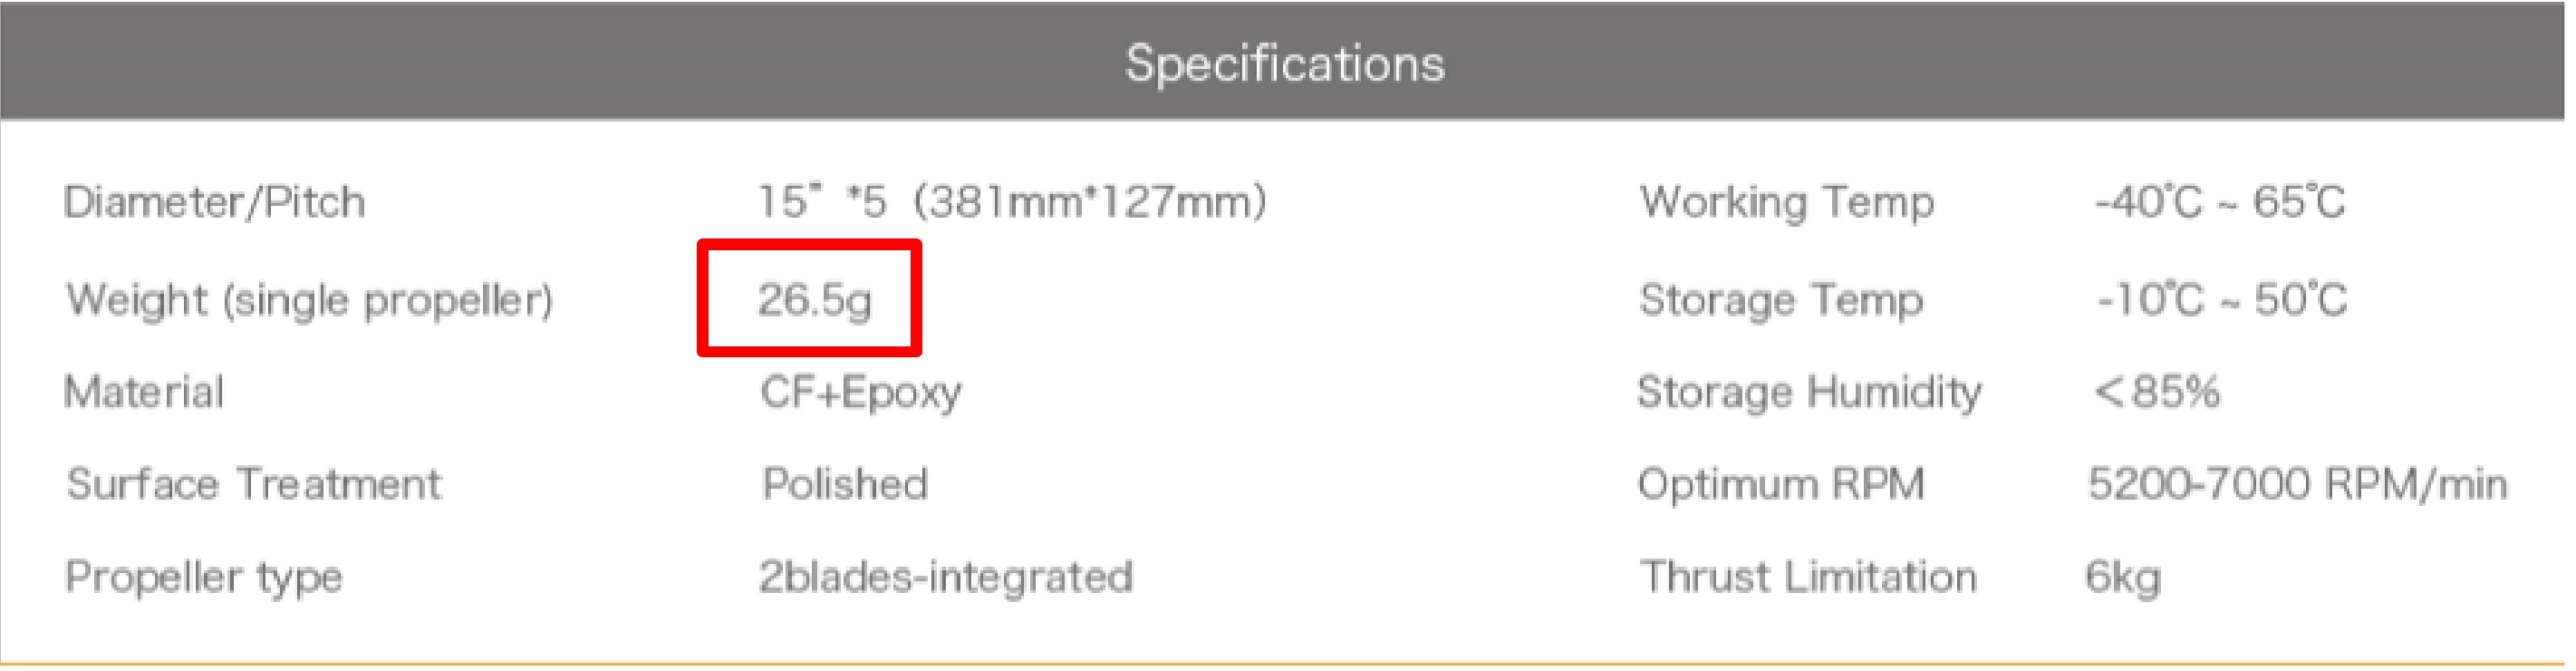 Specifications
Diameter/Pitch 15" *5 (381mm*127mm) Working Temp -40℃ ~ 65℃
Weight (single propeller) 26.5g Storage Temp -10℃ ~ 50℃
Material CF+Epoxy Storage Humidity <85%
Surface Treatment Polished Optimum RPM 5200-7000 RPM/min
Propeller type 2blades-integrated Thrust Limitation 6kg